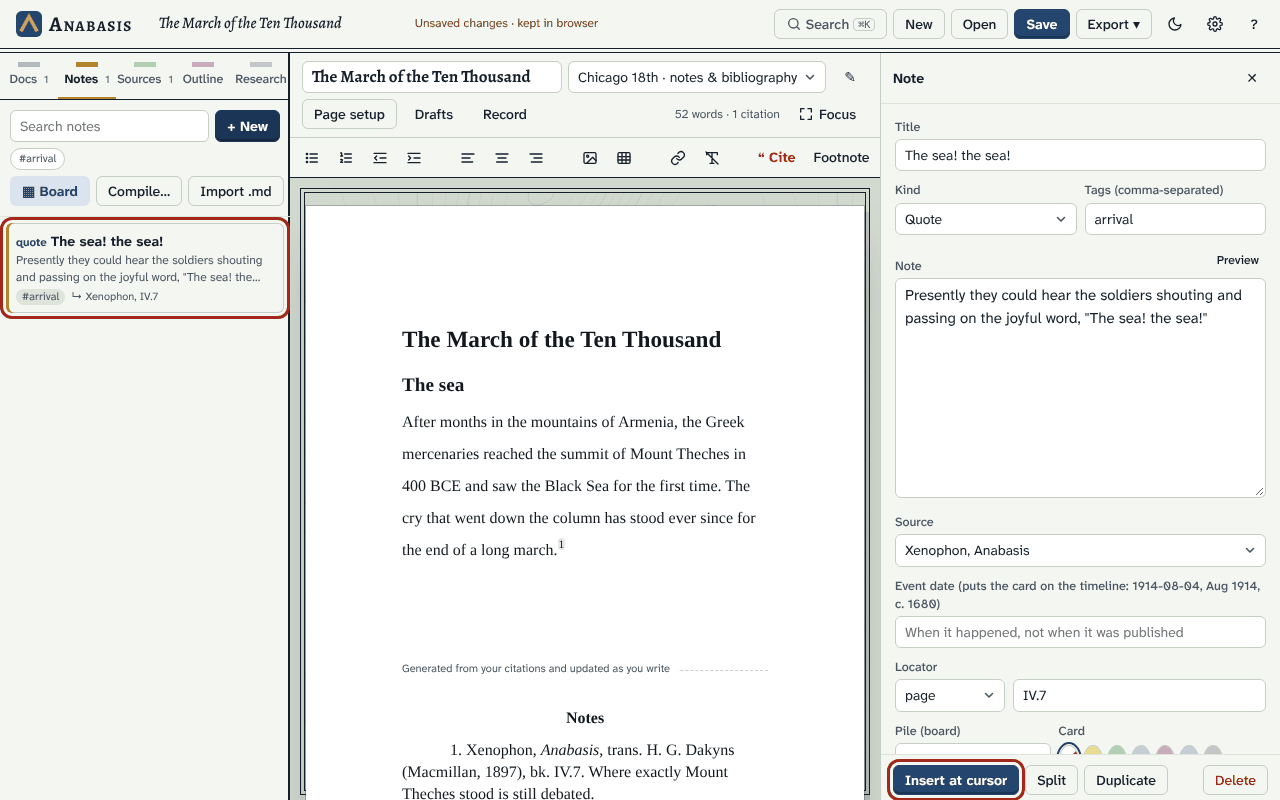 ANABASIS
The March of the Ten Thousand
Unsaved changes · kept in browser
Search ⌘K
New
Open
Save
Export ▾
?
Docs 1
Notes 1
Sources 1
Outline
Research
Search notes
+ New
#arrival
▦ Board
Compile...
Import .md
quote The sea! the sea!
Presently they could hear the soldiers shouting
and passing on the joyful word, "The sea! the...
#arrival ↪ Xenophon, IV.7
The March of the Ten Thousand
Chicago 18th · notes & bibliography
✎
Page setup
Drafts
Record
52 words · 1 citation
Focus
❝ Cite
Footnote
The March of the Ten Thousand
The sea
After months in the mountains of Armenia, the Greek
mercenaries reached the summit of Mount Theches in
400 BCE and saw the Black Sea for the first time. The
cry that went down the column has stood ever since for
the end of a long march.1
Generated from your citations and updated as you write
Notes
1. Xenophon, Anabasis, trans. H. G. Dakyns
(Macmillan, 1897), bk. IV.7. Where exactly Mount
Theches stood is still debated.
Note
✕
Title
The sea! the sea!
Kind
Tags (comma-separated)
Quote
arrival
Note
Preview
Presently they could hear the soldiers shouting and
passing on the joyful word, "The sea! the sea!"
Source
Xenophon, Anabasis
Event date (puts the card on the timeline: 1914-08-04, Aug 1914,
c. 1680)
When it happened, not when it was published
Locator
page
IV.7
Pile (board)
Card
Insert at cursor
Split
Duplicate
Delete